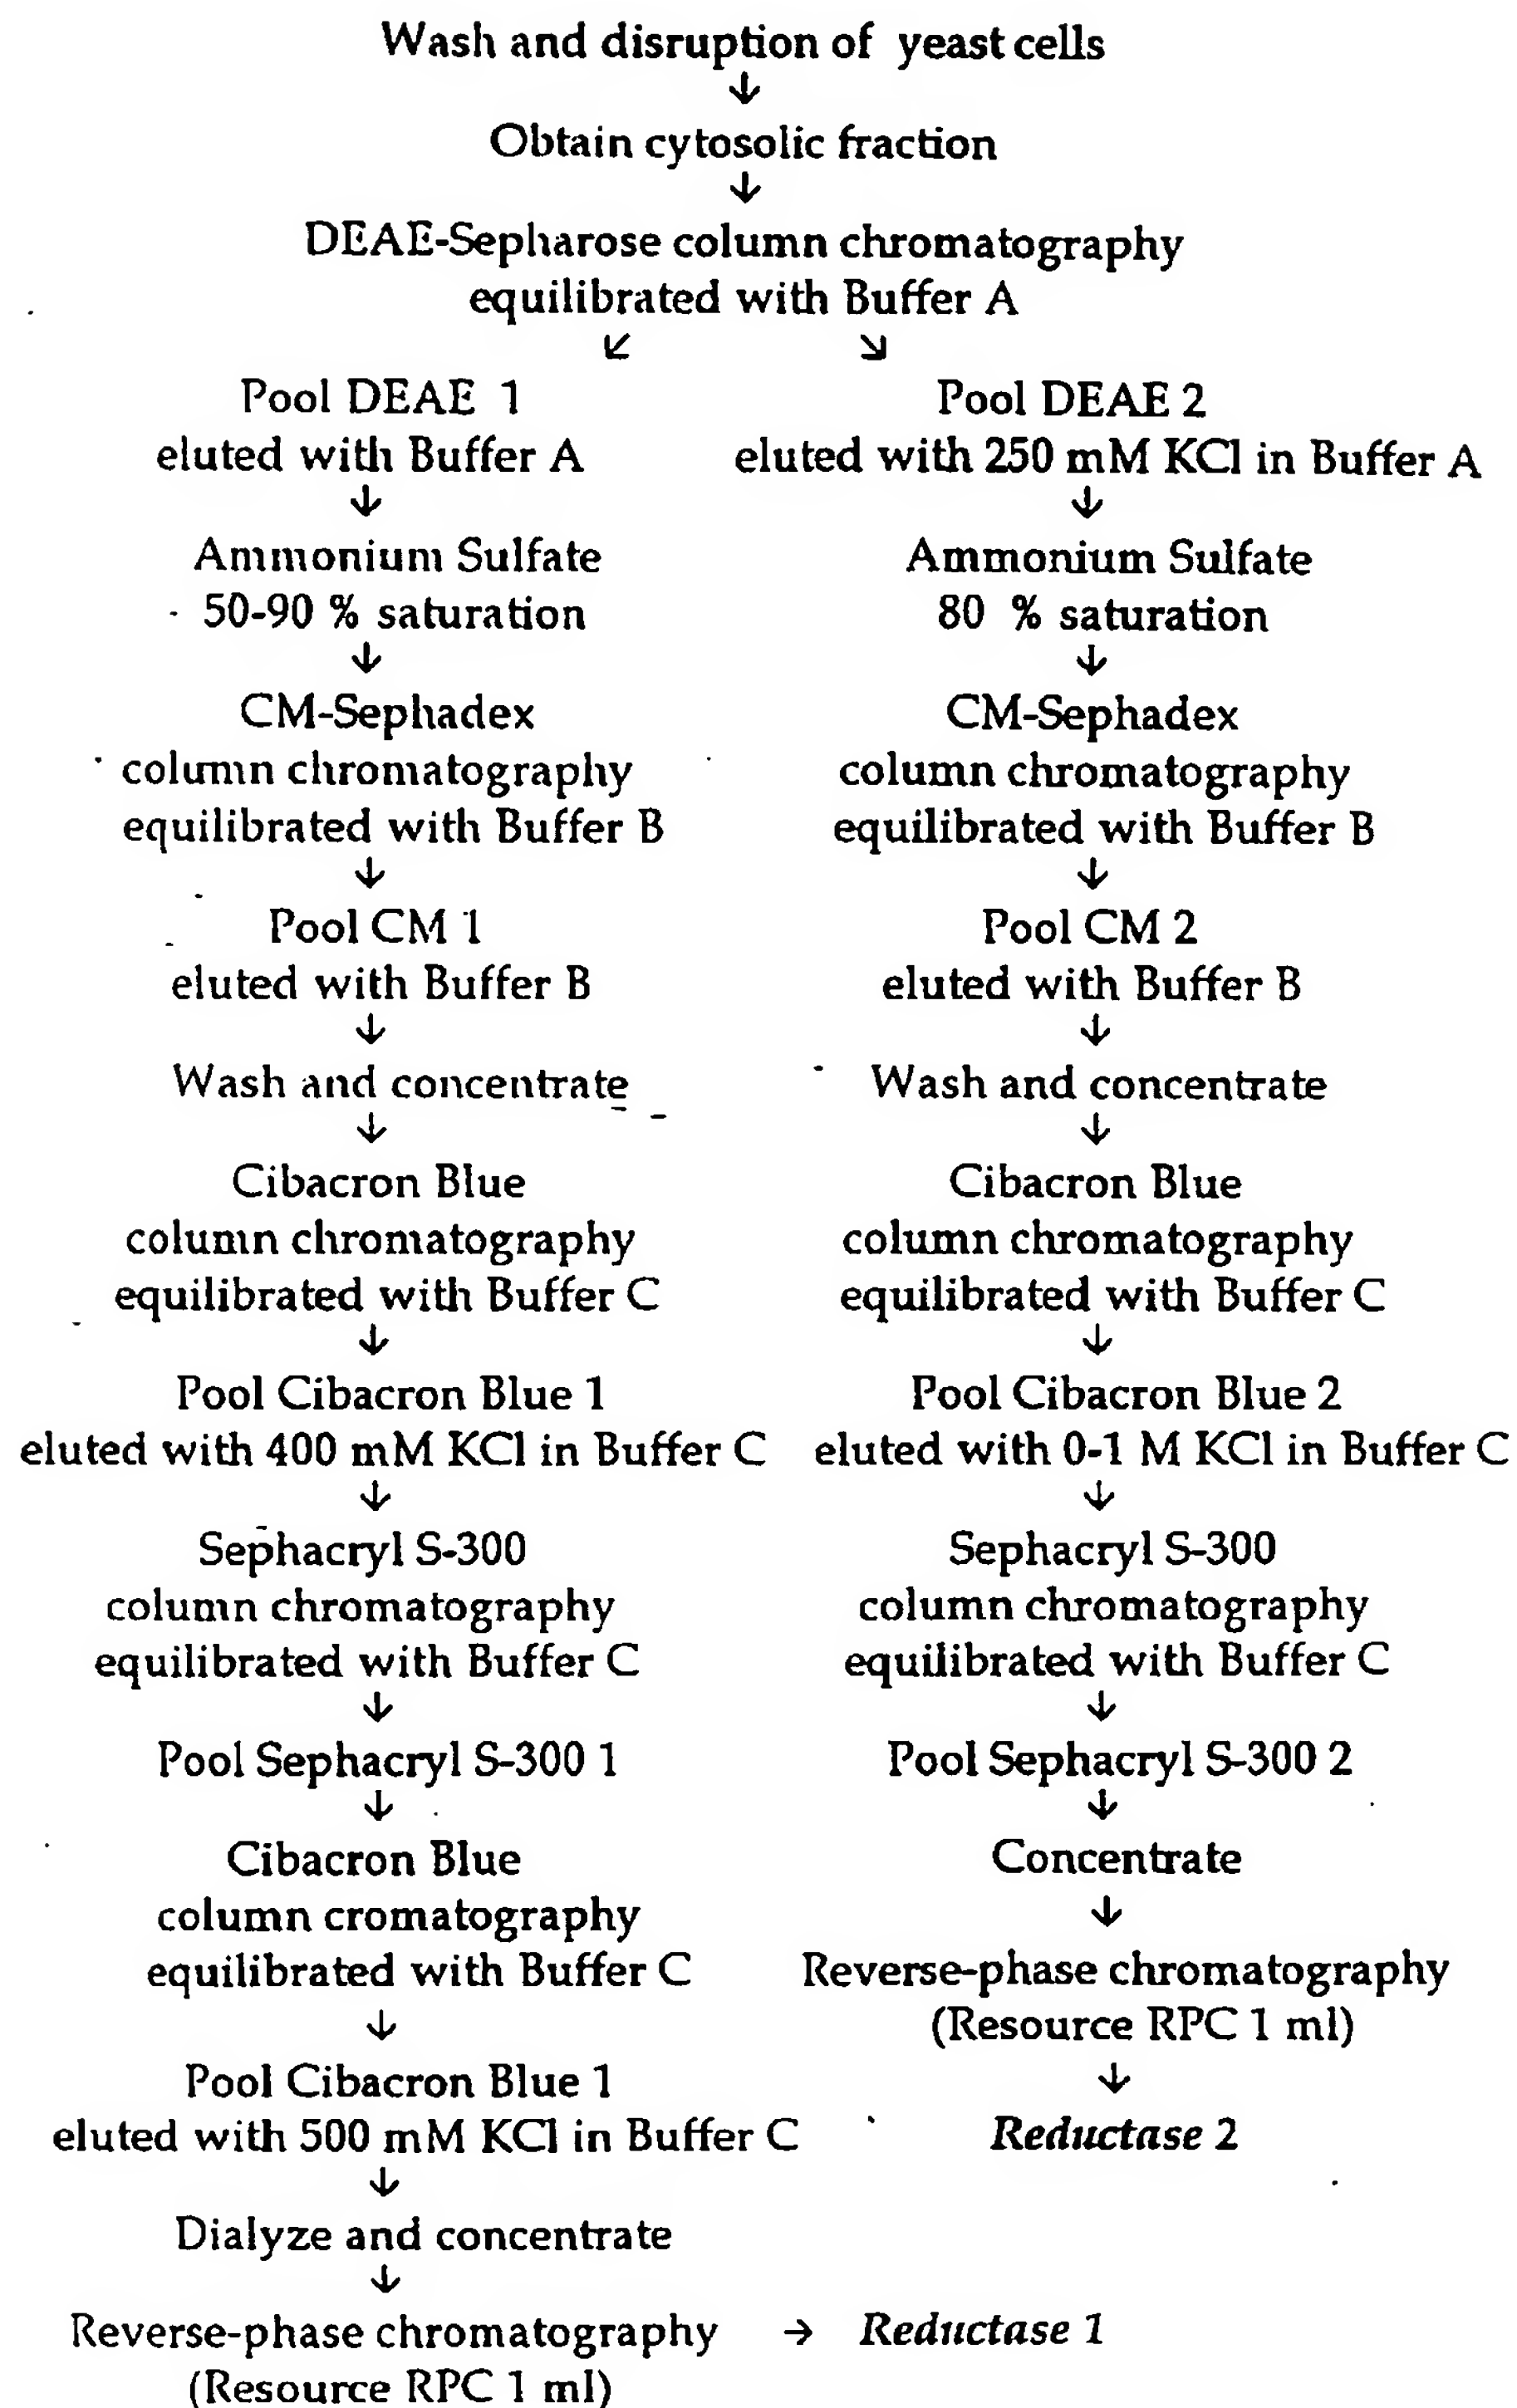 Wash and disruption of yeast cells
↓
Obtain cytosolic fraction
↓
DEAE-Sepharose column chromatography
equilibrated with Buffer A
↙ ↘
Pool DEAE 1
eluted with Buffer A
↓
Ammonium Sulfate
50-90 % saturation
↓
CM-Sephadex
column chromatography
equilibrated with Buffer B
↓
Pool CM 1
eluted with Buffer B
↓
Wash and concentrate
↓
Cibacron Blue
column chromatography
equilibrated with Buffer C
↓
Pool Cibacron Blue 1
eluted with 400 mM KCl in Buffer C
↓
Sephacryl S-300
column chromatography
equilibrated with Buffer C
↓
Pool Sephacryl S-300 1
↓
Cibacron Blue
column cromatography
equilibrated with Buffer C
↓
Pool Cibacron Blue 1
eluted with 500 mM KCl in Buffer C
↓
Dialyze and concentrate
↓
Reverse-phase chromatography → Reductase 1
(Resource RPC 1 ml)
Pool DEAE 2
eluted with 250 mM KCl in Buffer A
↓
Ammonium Sulfate
80 % saturation
↓
CM-Sephadex
column chromatography
equilibrated with Buffer B
↓
Pool CM 2
eluted with Buffer B
↓
Wash and concentrate
↓
Cibacron Blue
column chromatography
equilibrated with Buffer C
↓
Pool Cibacron Blue 2
eluted with 0-1 M KCl in Buffer C
↓
Sephacryl S-300
column chromatography
equilibrated with Buffer C
↓
Pool Sephacryl S-300 2
↓
Concentrate
↓
Reverse-phase chromatography
(Resource RPC 1 ml)
↓
Reductase 2